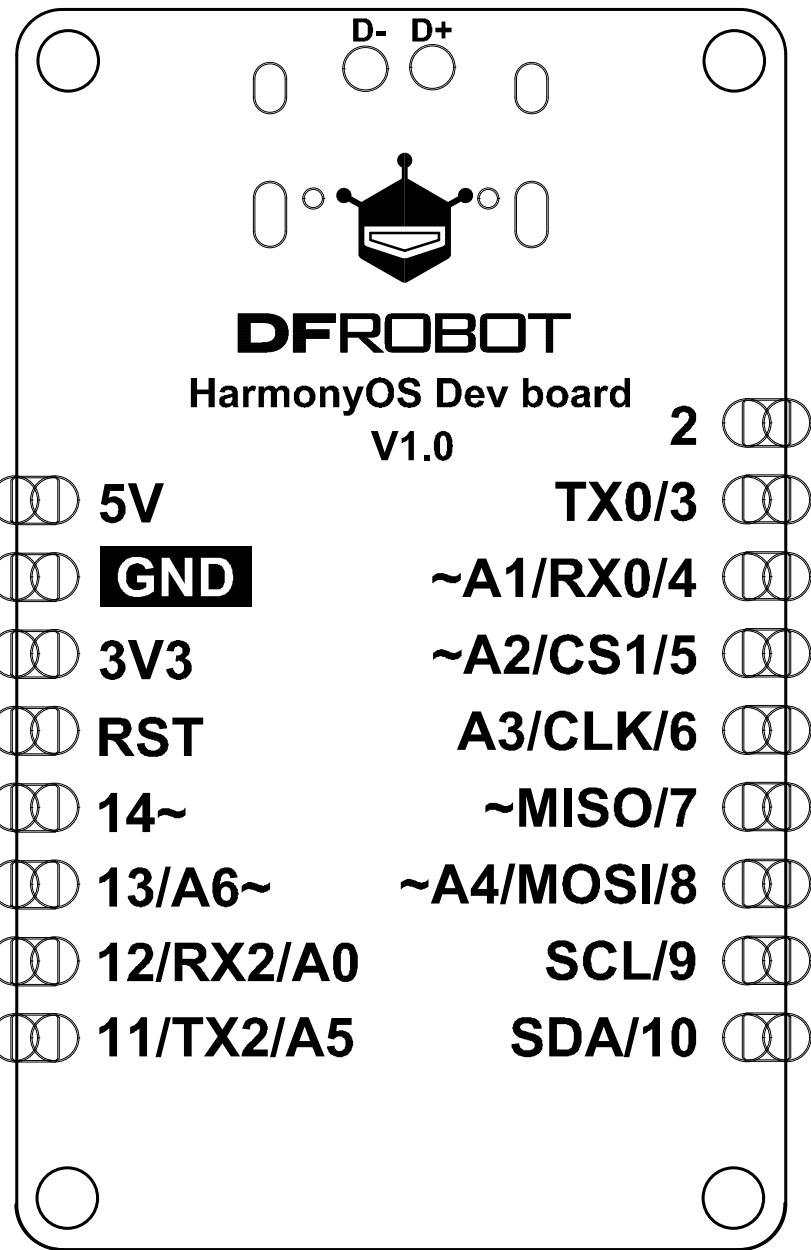 D- D+
DFROBOT
HarmonyOS Dev board
V1.0
2
5V
TX0/3
GND
~A1/RX0/4
3V3
~A2/CS1/5
RST
A3/CLK/6
14~
~MISO/7
13/A6~
~A4/MOSI/8
12/RX2/A0
SCL/9
11/TX2/A5
SDA/10